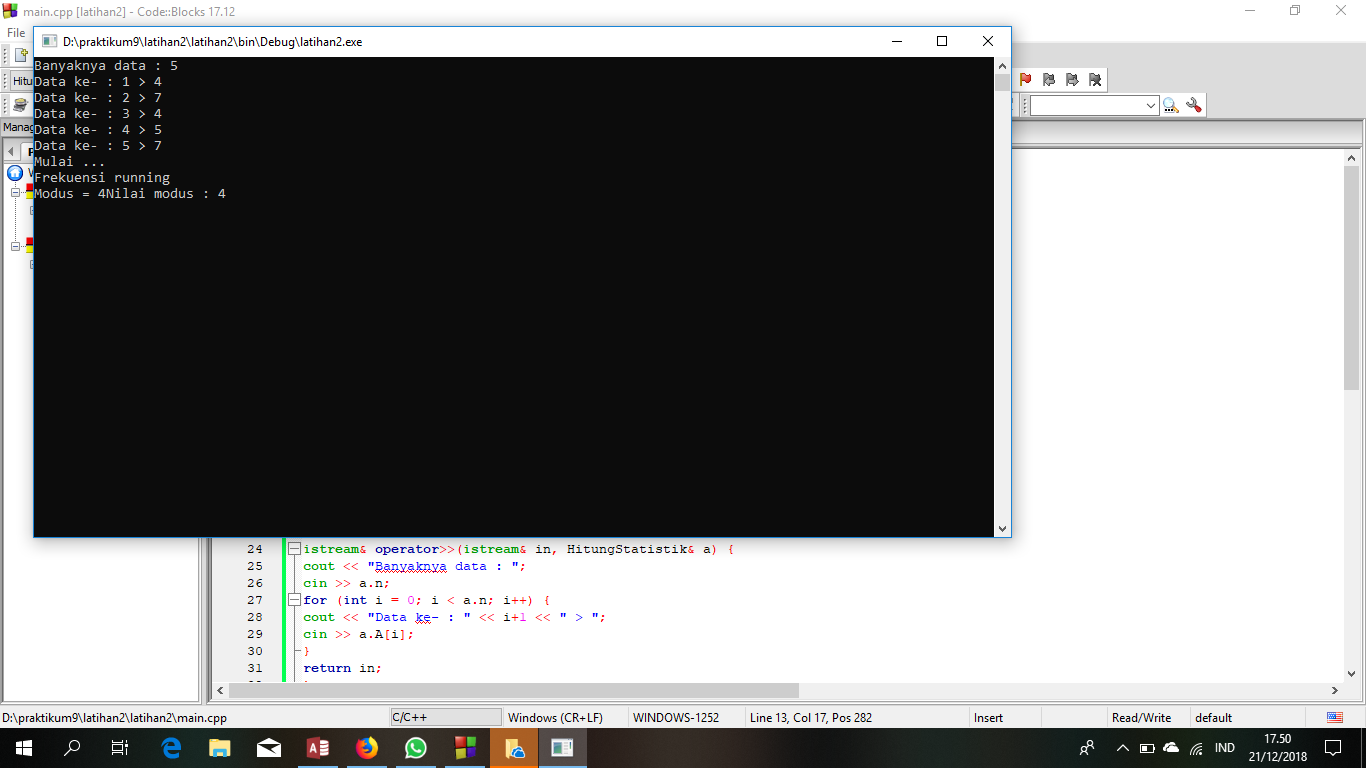 main.cpp [latihan2] - Code::Blocks 17.12
File
D:\praktikum9\latihan2\latihan2\bin\Debug\latihan2.exe
Banyaknya data : 5
Data ke- : 1 > 4
Data ke- : 2 > 7
Data ke- : 3 > 4
Data ke- : 4 > 5
Data ke- : 5 > 7
Mulai ...
Frekuensi running
Modus = 4Nilai modus : 4
Hitu
Manag
24 istream& operator>>(istream& in, HitungStatistik& a) {
25 cout << "Banyaknya data : ";
26 cin >> a.n;
27 for (int i = 0; i < a.n; i++) {
28 cout << "Data ke- : " << i+1 << " > ";
29 cin >> a.A[i];
30 }
31 return in;
D:\praktikum9\latihan2\latihan2\main.cpp
C/C++
Windows (CR+LF)
WINDOWS-1252
Line 13, Col 17, Pos 282
Insert
Read/Write
default
IND
17.50
21/12/2018